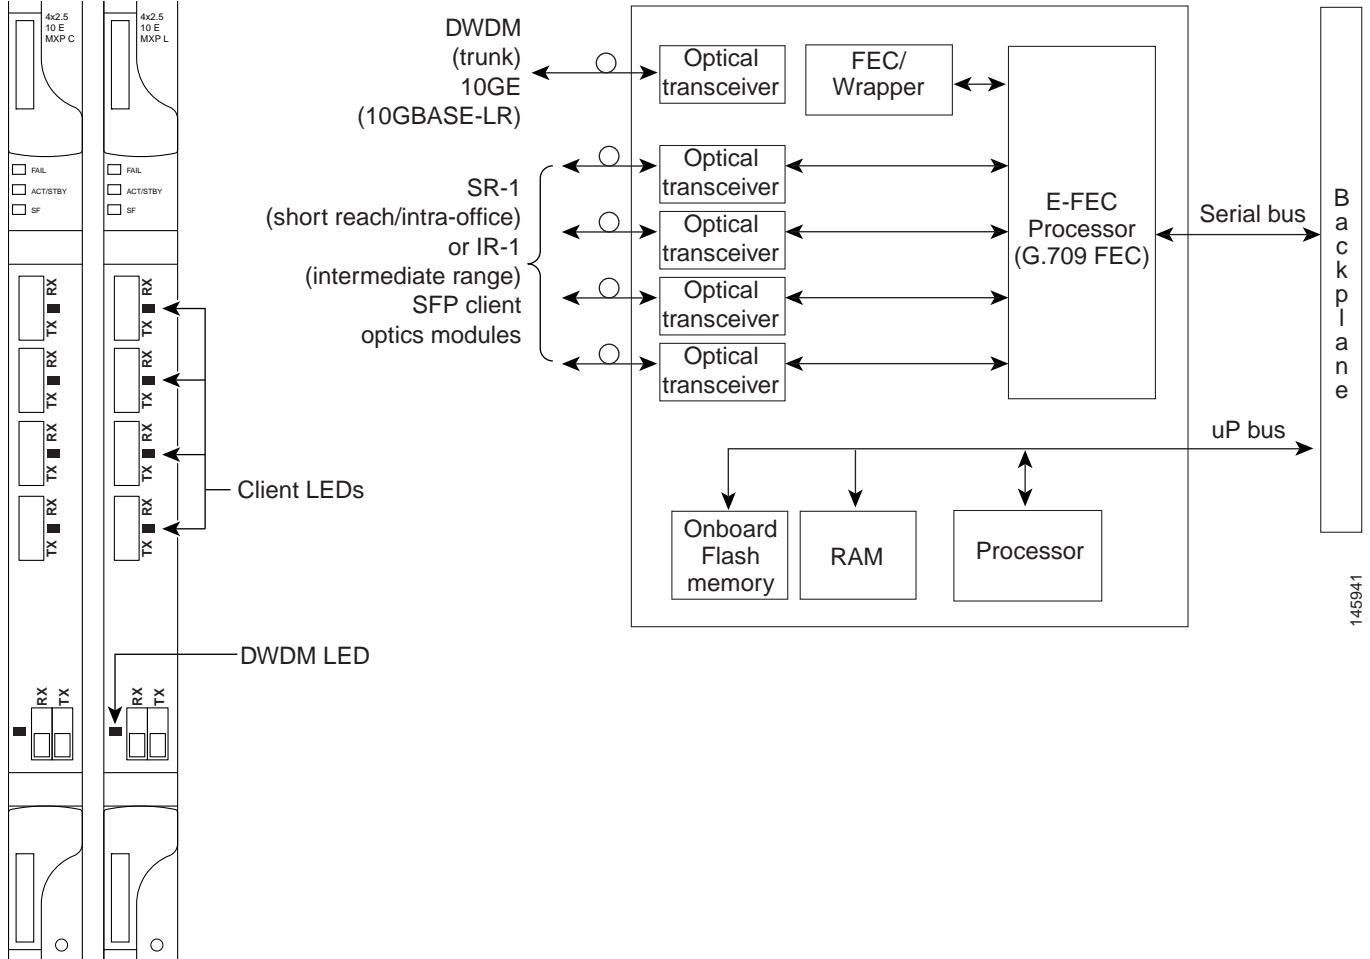 4x2.5
10 E
MXP C
FAIL
ACT/STBY
SF
RX
TX
RX
TX
RX
TX
RX
TX
RX
TX
4x2.5
10 E
MXP L
FAIL
ACT/STBY
SF
RX
TX
RX
TX
RX
TX
RX
TX
RX
TX
Client LEDs
DWDM LED
DWDM
(trunk)
10GE
(10GBASE-LR)
SR-1
(short reach/intra-office)
or IR-1
(intermediate range)
SFP client
optics modules
Optical
transceiver
FEC/
Wrapper
Optical
transceiver
Optical
transceiver
Optical
transceiver
Optical
transceiver
E-FEC
Processor
(G.709 FEC)
Serial bus
uP bus
Onboard
Flash
memory
RAM
Processor
Backplane
145941